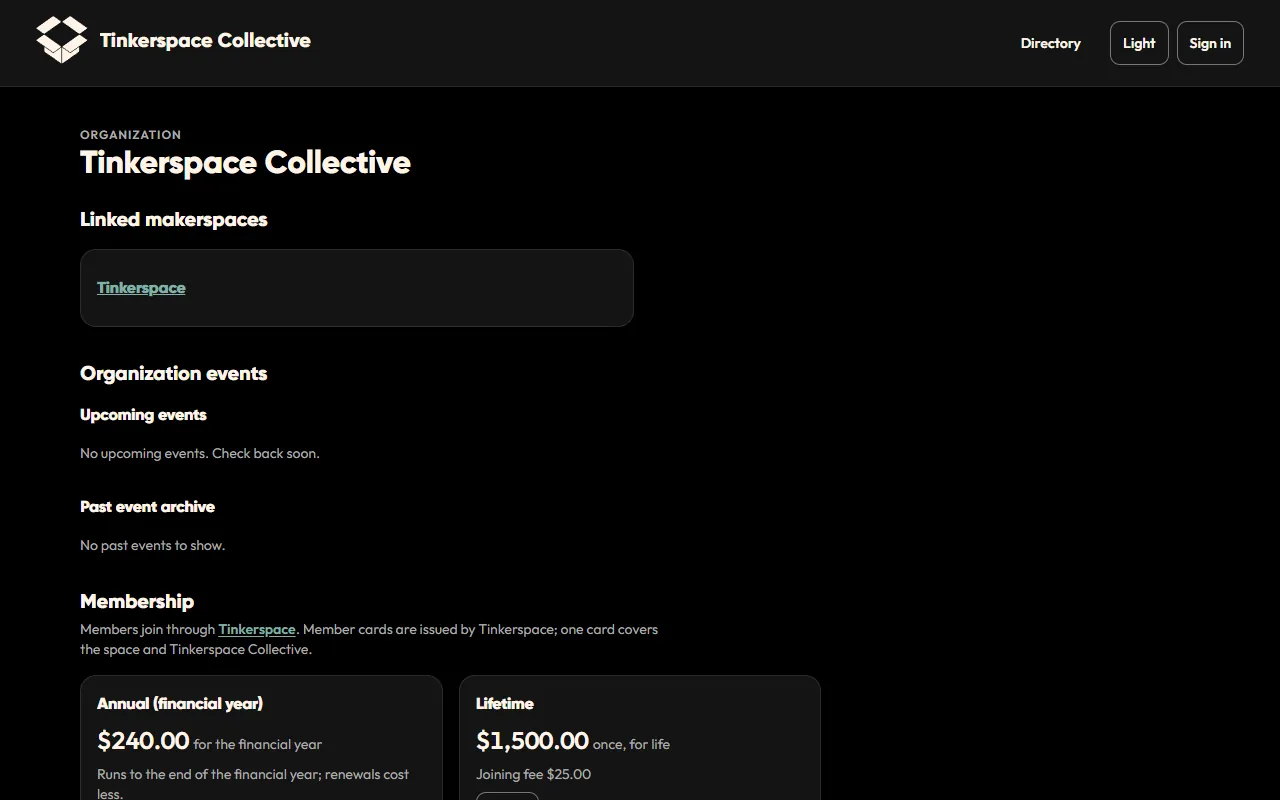 Tinkerspace Collective
Directory
Light
Sign in
ORGANIZATION
Tinkerspace Collective
Linked makerspaces
Tinkerspace
Organization events
Upcoming events
No upcoming events. Check back soon.
Past event archive
No past events to show.
Membership
Members join through Tinkerspace. Member cards are issued by Tinkerspace; one card covers
the space and Tinkerspace Collective.
Annual (financial year)
$240.00 for the financial year
Runs to the end of the financial year; renewals cost
less.
Lifetime
$1,500.00 once, for life
Joining fee $25.00